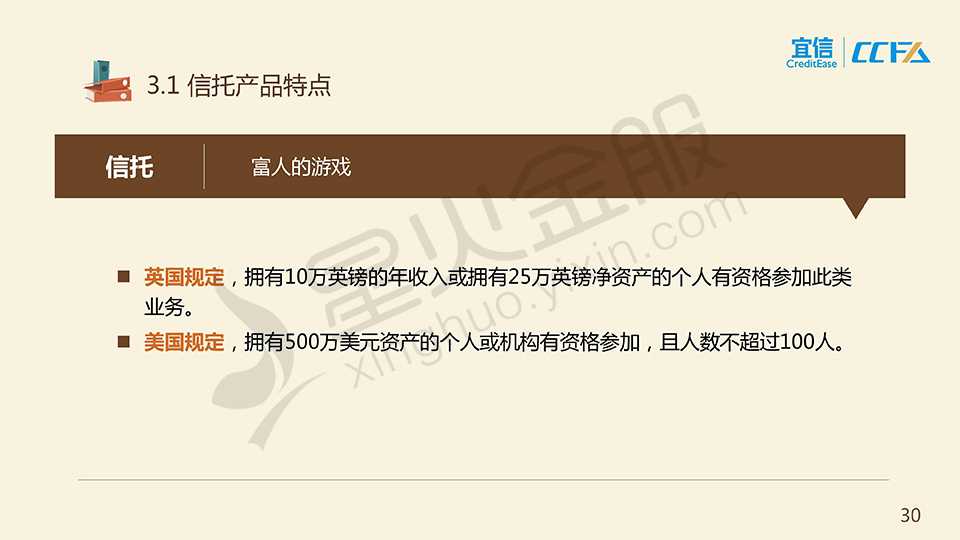 宜信
CreditEase
CCFA
3.1 信托产品特点
信托
富人的游戏
英国规定，拥有10万英镑的年收入或拥有25万英镑净资产的个人有资格参加此类
业务。
美国规定，拥有500万美元资产的个人或机构有资格参加，且人数不超过100人。
星火金服
xinghuo.yixin.com
30